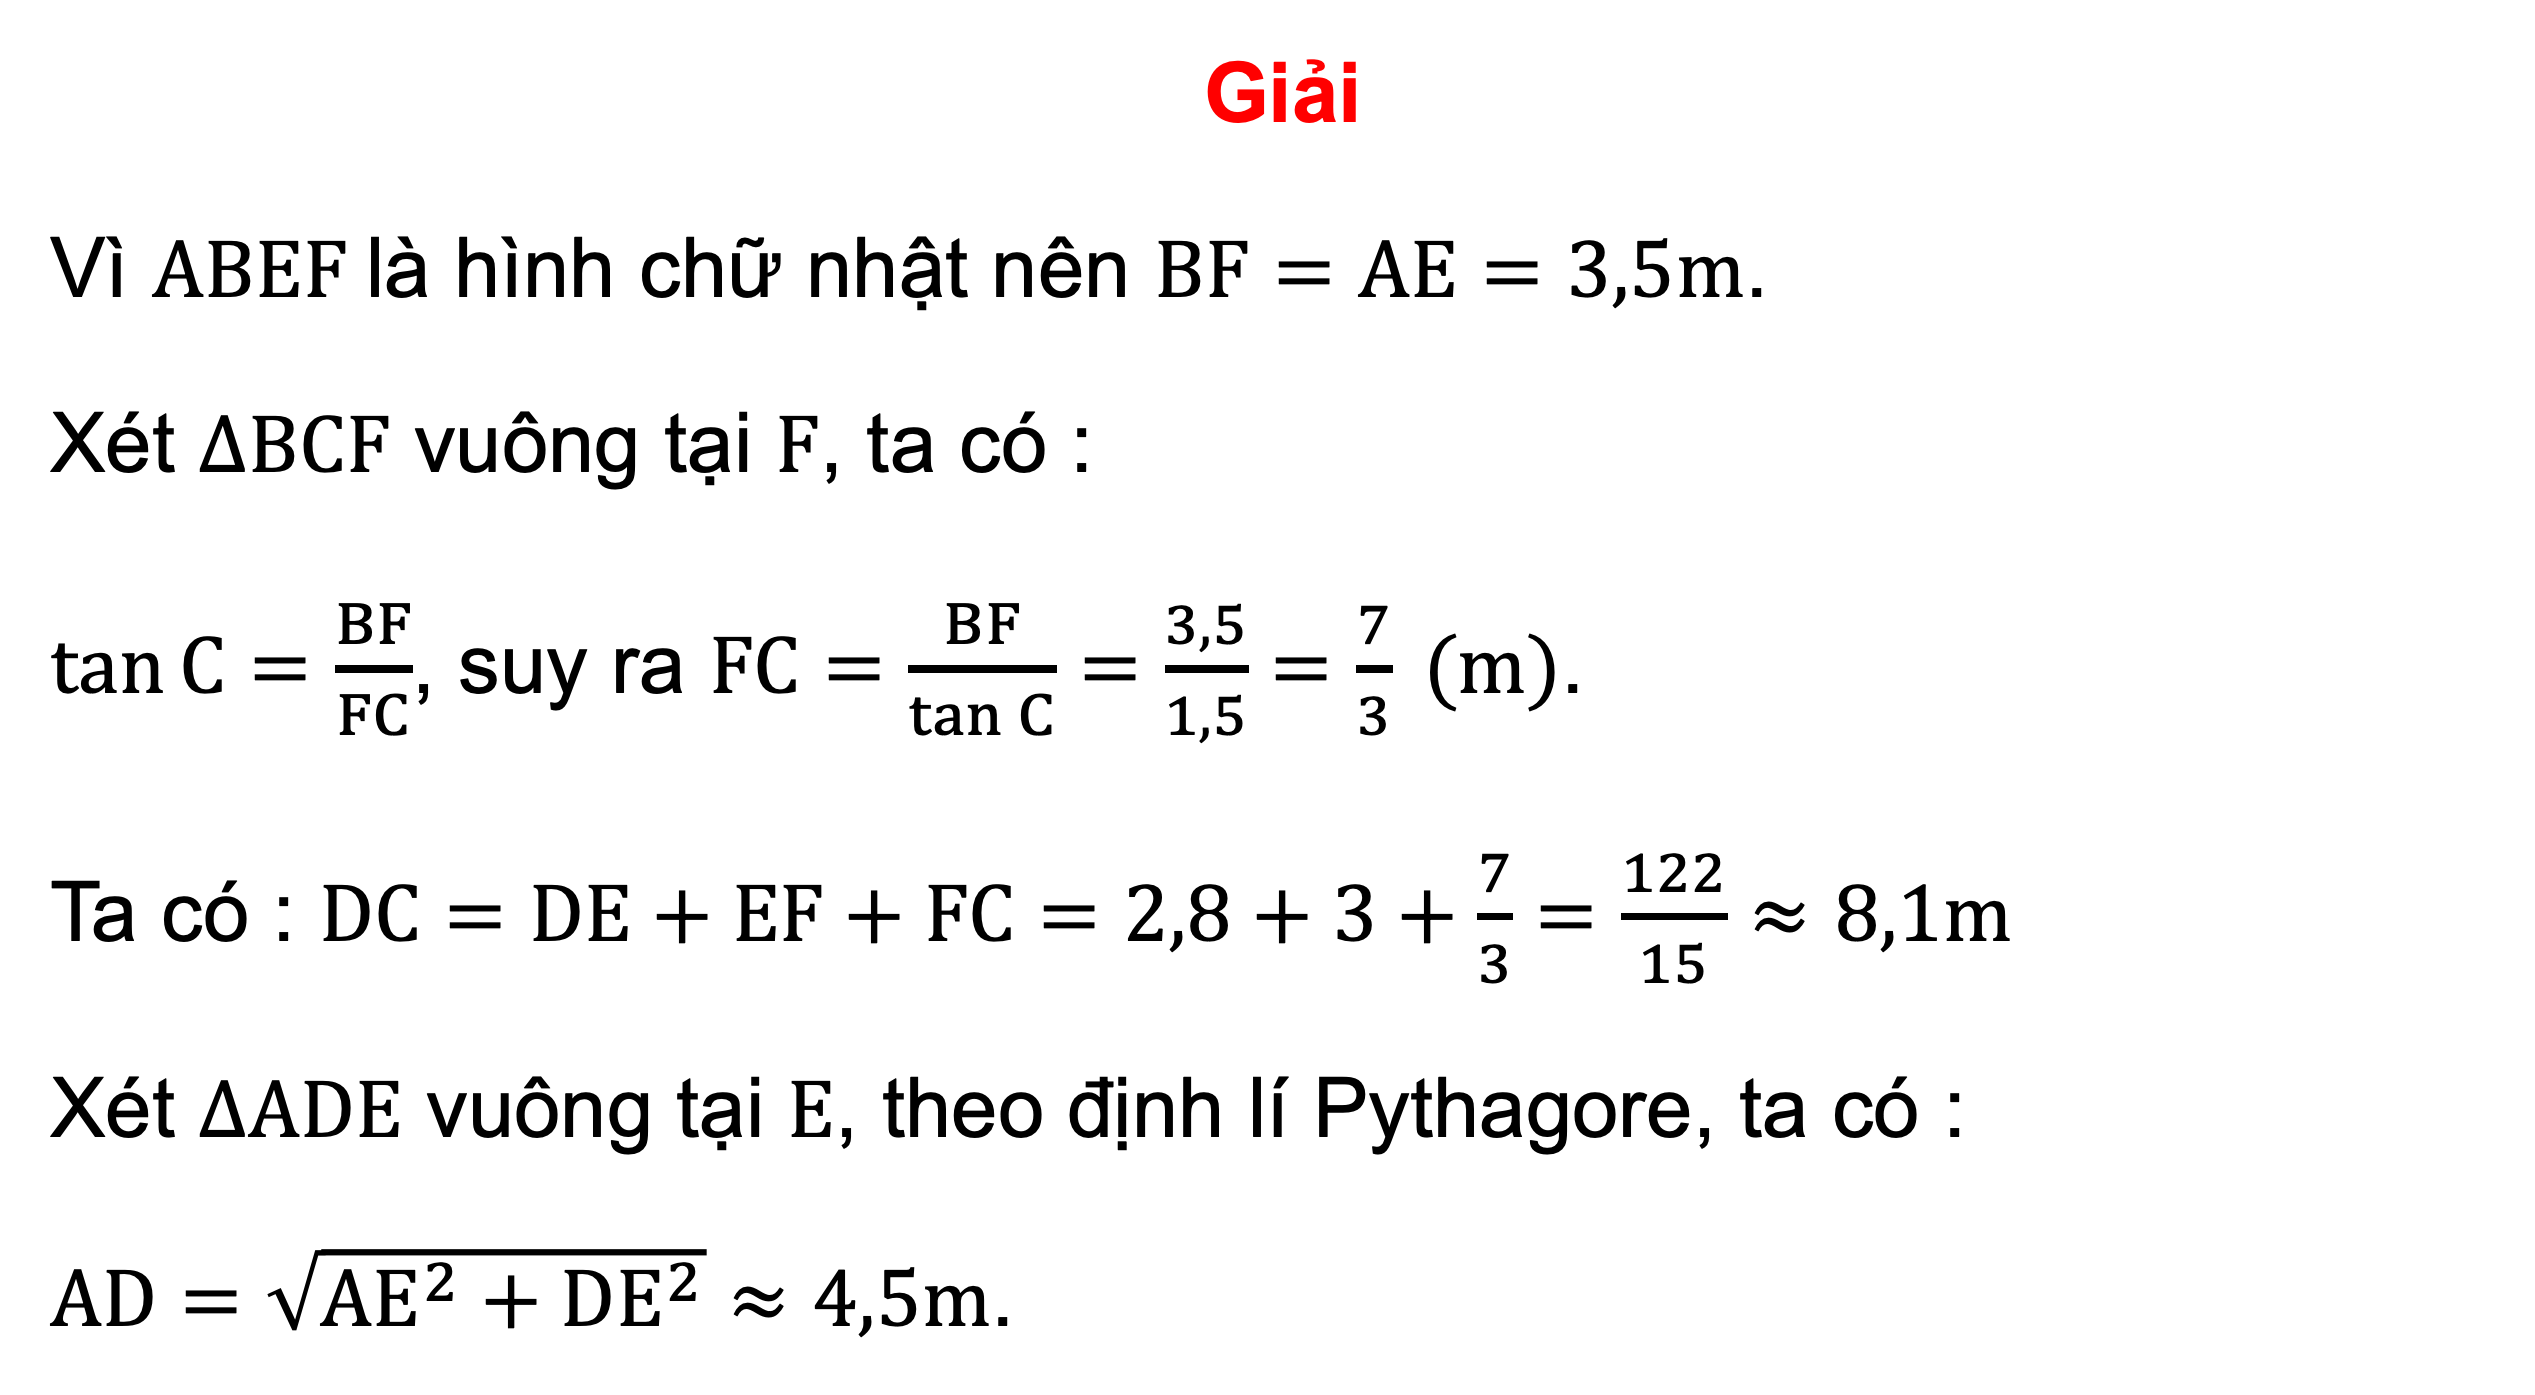 Giải
Vì ABEF là hình chữ nhật nên BF = AE = 3,5m.
Xét ΔBCF vuông tại F, ta có :
tan C = BF/FC, suy ra FC = BF/tan C = 3,5/1,5 = 7/3 (m).
Ta có : DC = DE + EF + FC = 2,8 + 3 + 7/3 = 122/15 ≈ 8,1m
Xét ΔADE vuông tại E, theo định lí Pythagore, ta có :
AD = √(AE² + DE²) ≈ 4,5m.